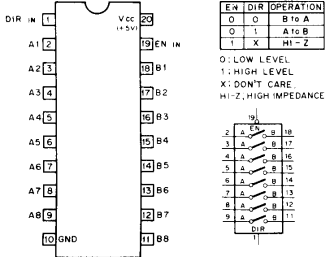 DIR IN 1
A1 2
A2 3
A3 4
A4 5
A5 6
A6 7
A7 8
A8 9
10 GND
Vcc 20
(+5V)
19 EN IN
18 B1
17 B2
16 B3
15 B4
14 B5
13 B6
12 B7
11 B8
EN DIR OPERATION
0 0 B to A
0 1 A to B
1 X HI-Z
0: LOW LEVEL
1: HIGH LEVEL
X: DON'T CARE.
HI-Z, HIGH IMPEDANCE
19
EN
2 A B 18
3 A B 17
4 A B 16
5 A B 15
6 A B 14
7 A B 13
8 A B 12
9 A B 11
DIR
1